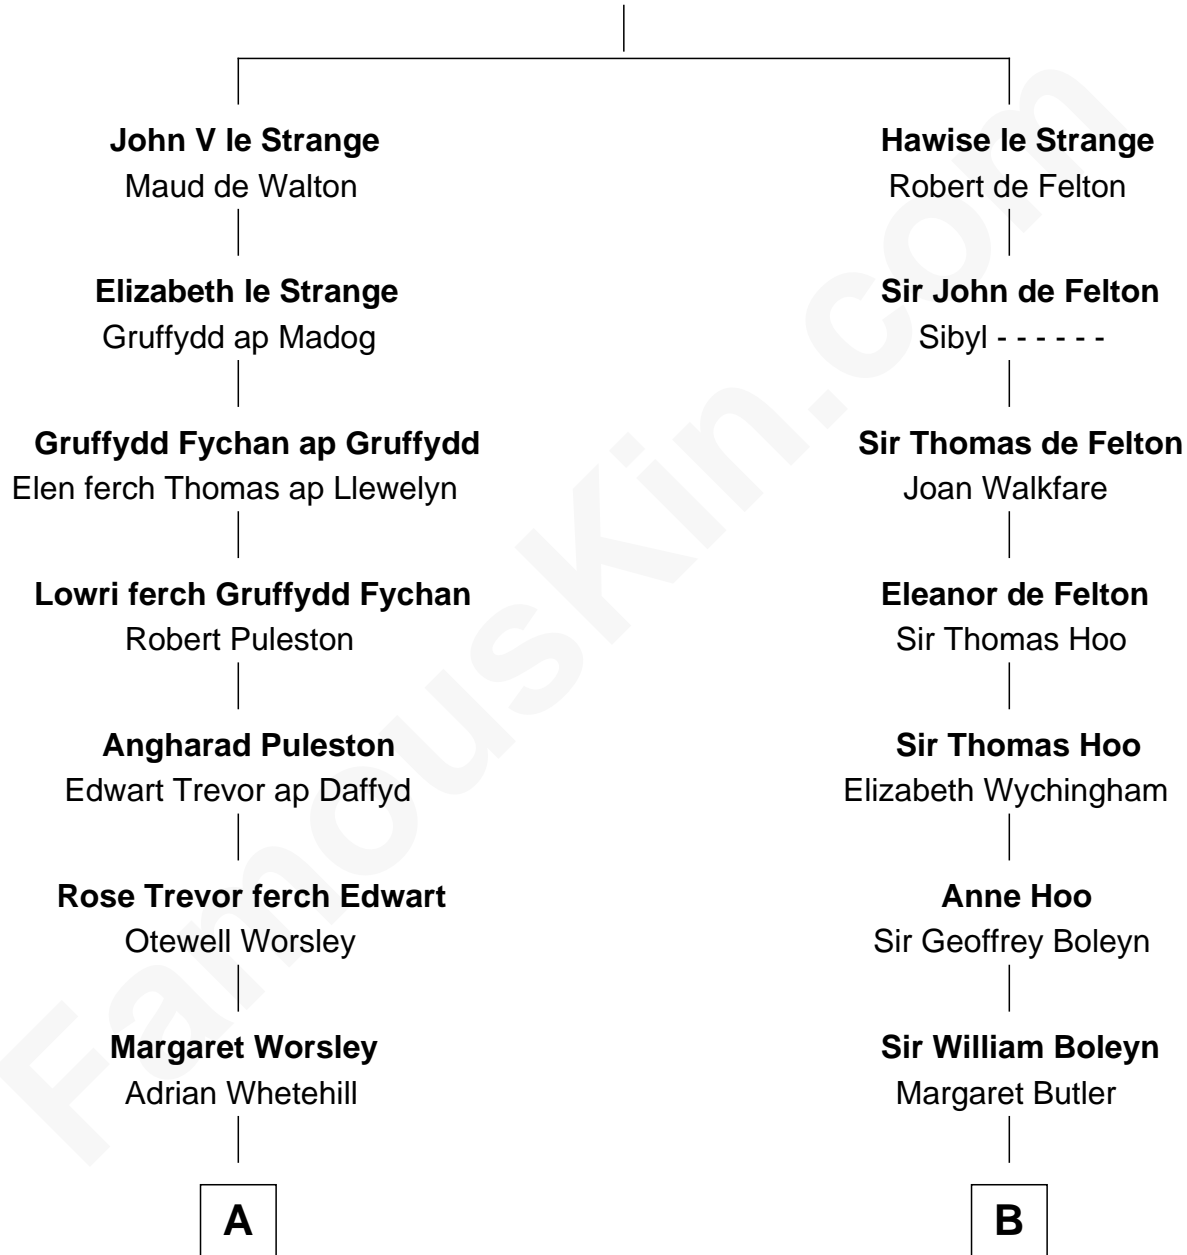 John V le Strange
Maud de Walton
Hawise le Strange
Robert de Felton
Elizabeth le Strange
Gruffydd ap Madog
Sir John de Felton
Sibyl - - - - - -
Gruffydd Fychan ap Gruffydd
Elen ferch Thomas ap Llewelyn
Sir Thomas de Felton
Joan Walkfare
Lowri ferch Gruffydd Fychan
Robert Puleston
Eleanor de Felton
Sir Thomas Hoo
Angharad Puleston
Edwart Trevor ap Daffyd
Sir Thomas Hoo
Elizabeth Wychingham
Rose Trevor ferch Edwart
Otewell Worsley
Anne Hoo
Sir Geoffrey Boleyn
Margaret Worsley
Adrian Whetehill
Sir William Boleyn
Margaret Butler
A
B
FamousKin.com